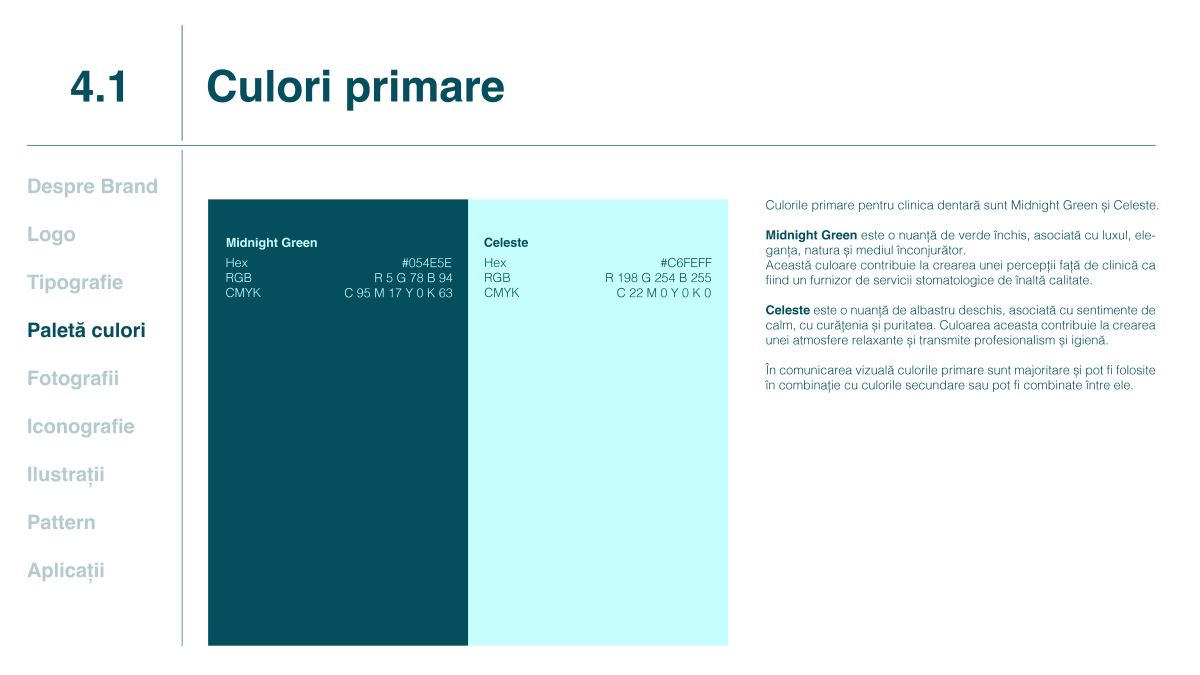 4.1
Culori primare
Despre Brand
Logo
Tipografie
Paletă culori
Fotografii
Iconografie
Ilustrații
Pattern
Aplicații
Midnight Green
Hex #054E5E
RGB R 5 G 78 B 94
CMYK C 95 M 17 Y 0 K 63
Celeste
Hex #C6FEFF
RGB R 198 G 254 B 255
CMYK C 22 M 0 Y 0 K 0
Culorile primare pentru clinica dentară sunt Midnight Green și Celeste.
Midnight Green este o nuanță de verde închis, asociată cu luxul, ele-
ganța, natura și mediul înconjurător.
Această culoare contribuie la crearea unei percepții față de clinică ca
fiind un furnizor de servicii stomatologice de înaltă calitate.
Celeste este o nuanță de albastru deschis, asociată cu sentimente de
calm, cu curățenia și puritatea. Culoarea aceasta contribuie la crearea
unei atmosfere relaxante și transmite profesionalism și igienă.
În comunicarea vizuală culorile primare sunt majoritare și pot fi folosite
în combinație cu culorile secundare sau pot fi combinate între ele.